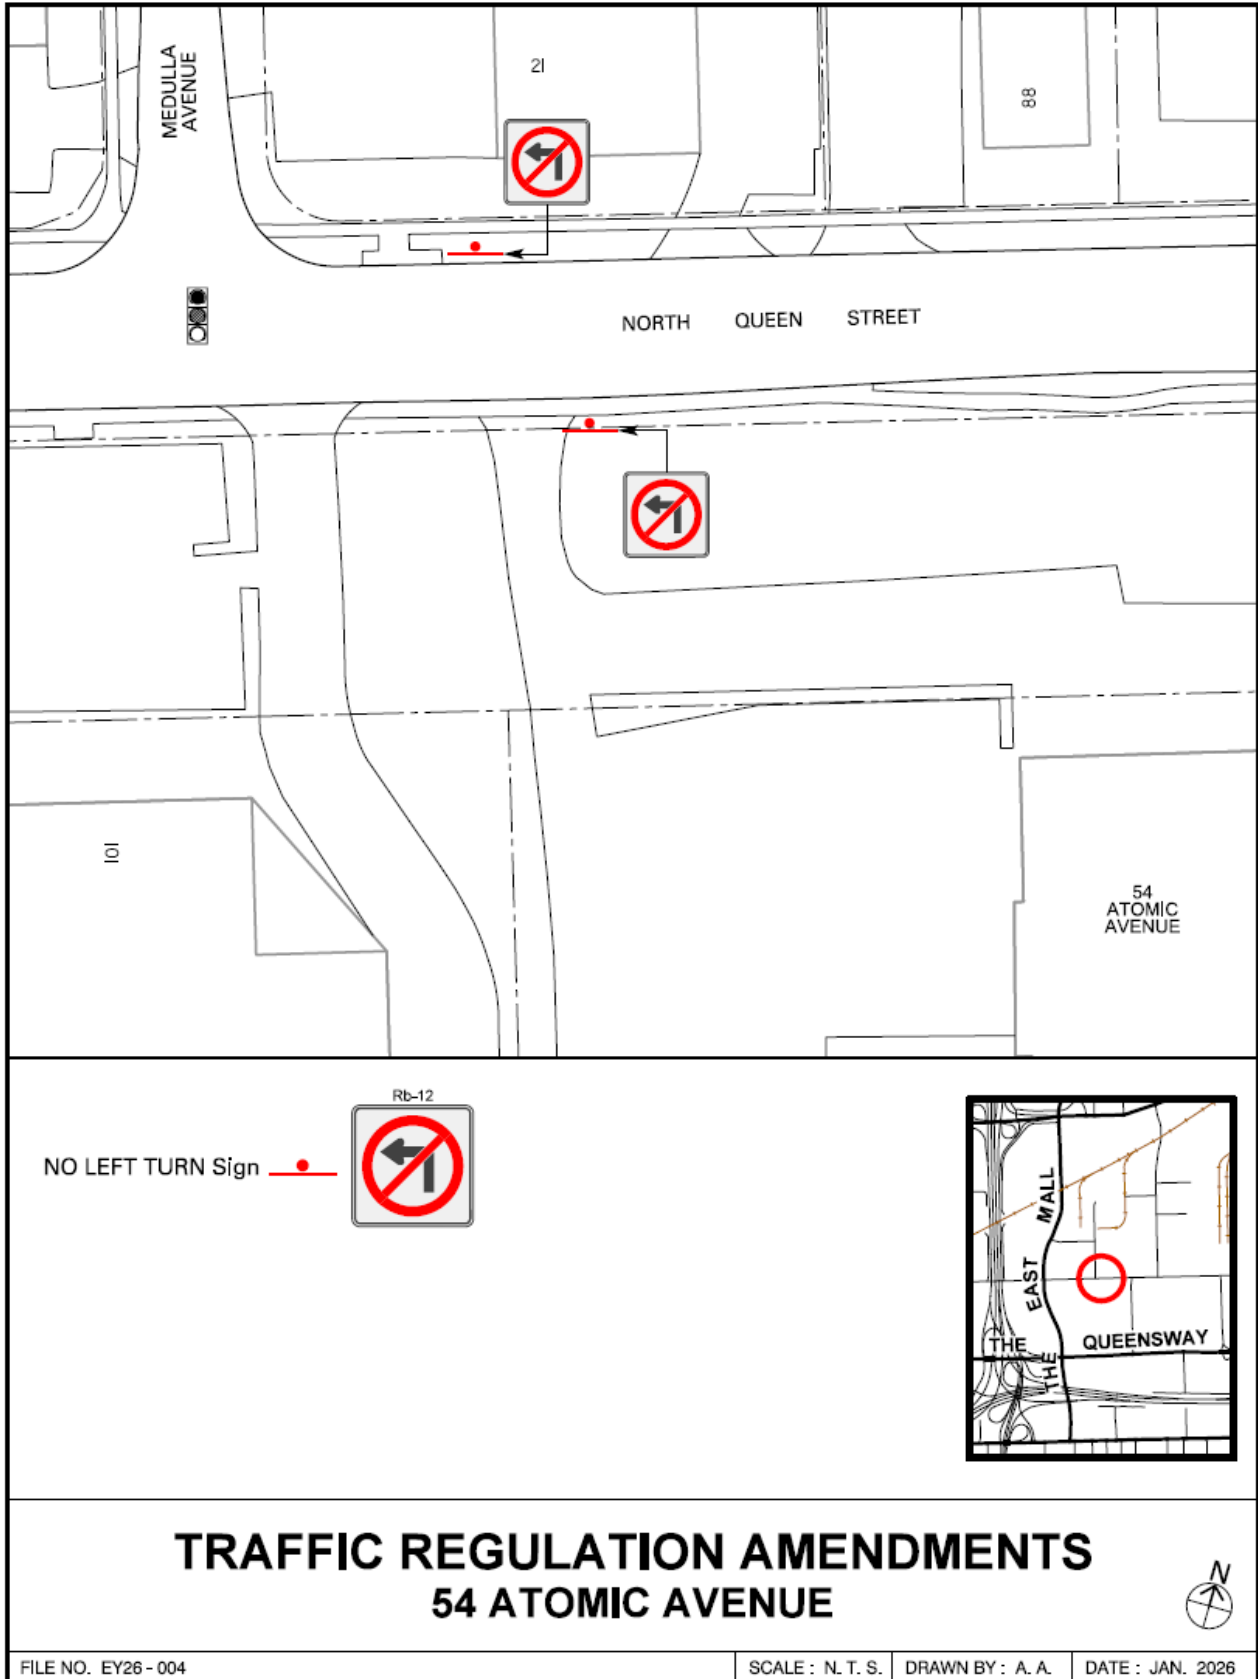 MEDULLA
AVENUE
21
88
NORTH QUEEN STREET
101
54
ATOMIC
AVENUE
Rb-12
NO LEFT TURN Sign
THE EAST MALL
THE QUEENSWAY
TRAFFIC REGULATION AMENDMENTS
54 ATOMIC AVENUE
N
FILE NO. EY26-004
SCALE : N. T. S.
DRAWN BY : A. A.
DATE : JAN. 2026